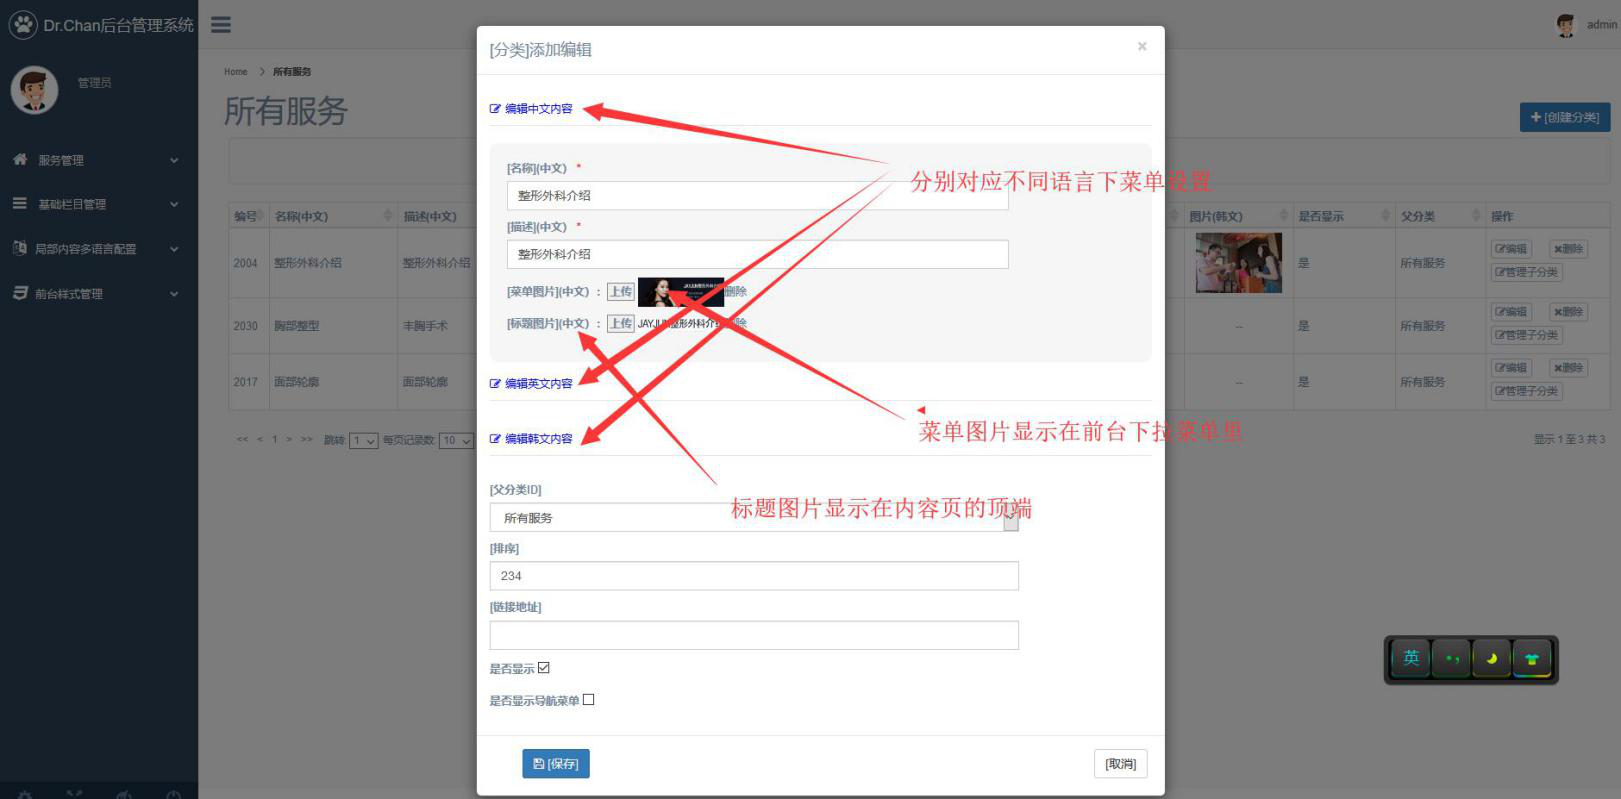 Dr.Chan后台管理系统
admin
管理员
服务管理
基础栏目管理
局部内容多语言配置
前台样式管理
Home > 所有服务
所有服务
+ [创建分类]
编号 名称(中文) 描述(中文)
2004 整形外科介绍 整形外科介绍
2030 胸部整型 丰胸手术
2017 面部轮廓 面部轮廓
<< < 1 > >> 跳转: 1 每页记录数: 10
[分类]添加编辑 ×
编辑中文内容
[名称](中文) *
整形外科介绍
[描述](中文) *
整形外科介绍
[菜单图片](中文) : 上传 删除
[标题图片](中文) : 上传
编辑英文内容
编辑韩文内容
[父分类ID]
所有服务
[排序]
234
[链接地址]
是否显示
是否显示导航菜单
[保存]
[取消]
分别对应不同语言下菜单设置
菜单图片显示在前台下拉菜单里
标题图片显示在内容页的顶端
图片(韩文) 是否显示 父分类 操作
是 所有服务 编辑 ×删除
管理子分类
-- 是 所有服务 编辑 ×删除
管理子分类
-- 是 所有服务 编辑 ×删除
管理子分类
显示 1 至 3 共 3
英